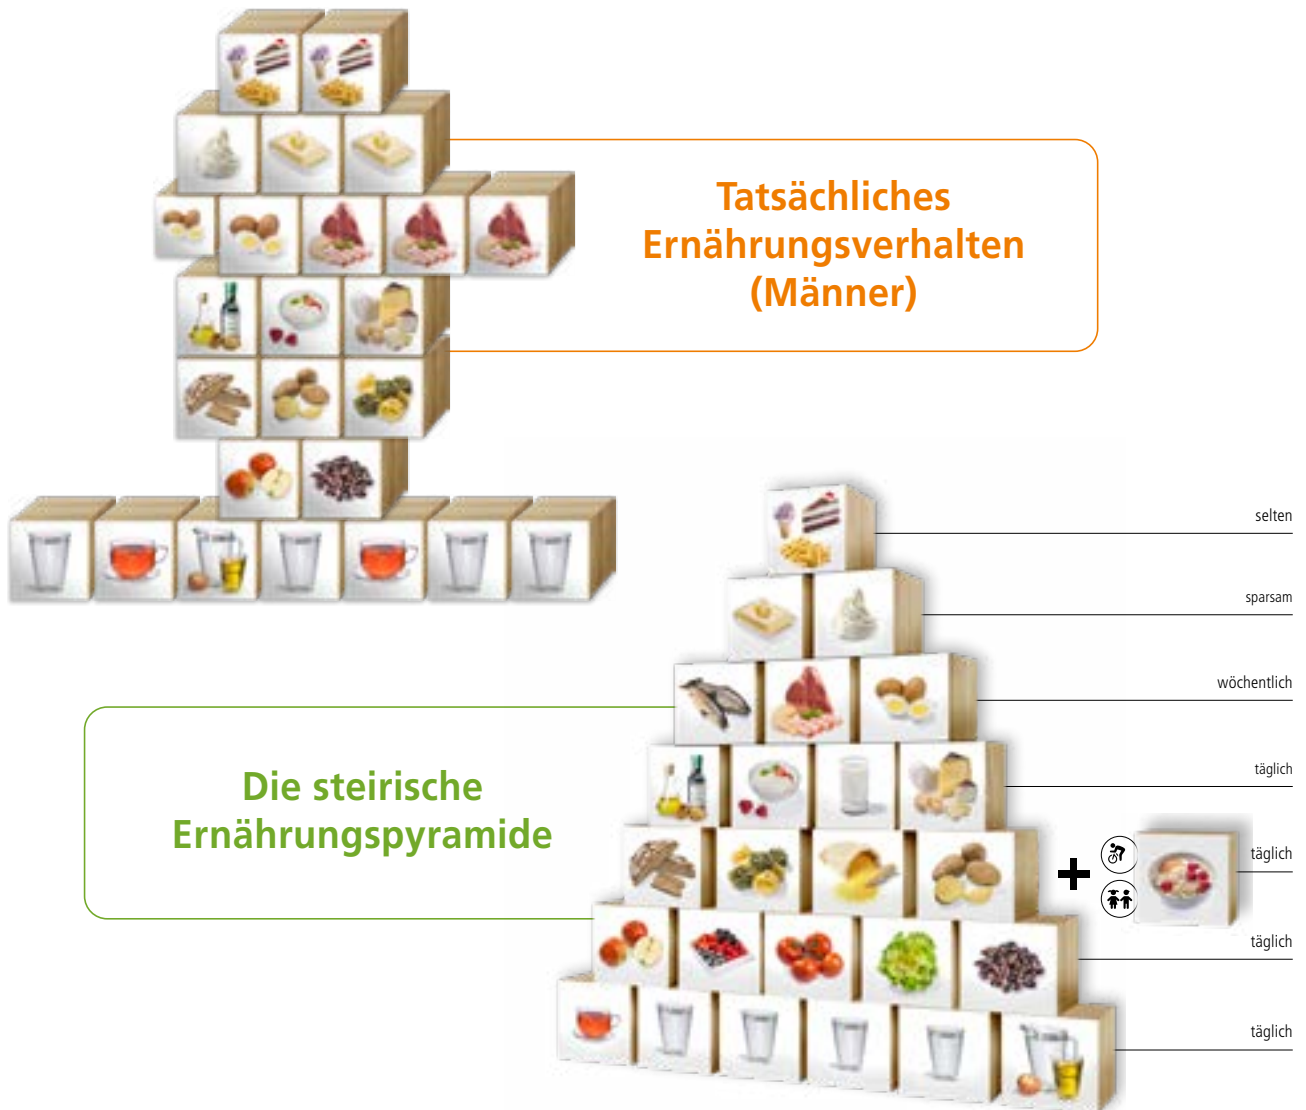 Tatsächliches
Ernährungsverhalten
(Männer)
selten
sparsam
wöchentlich
täglich
Die steirische
Ernährungspyramide
täglich
täglich
täglich